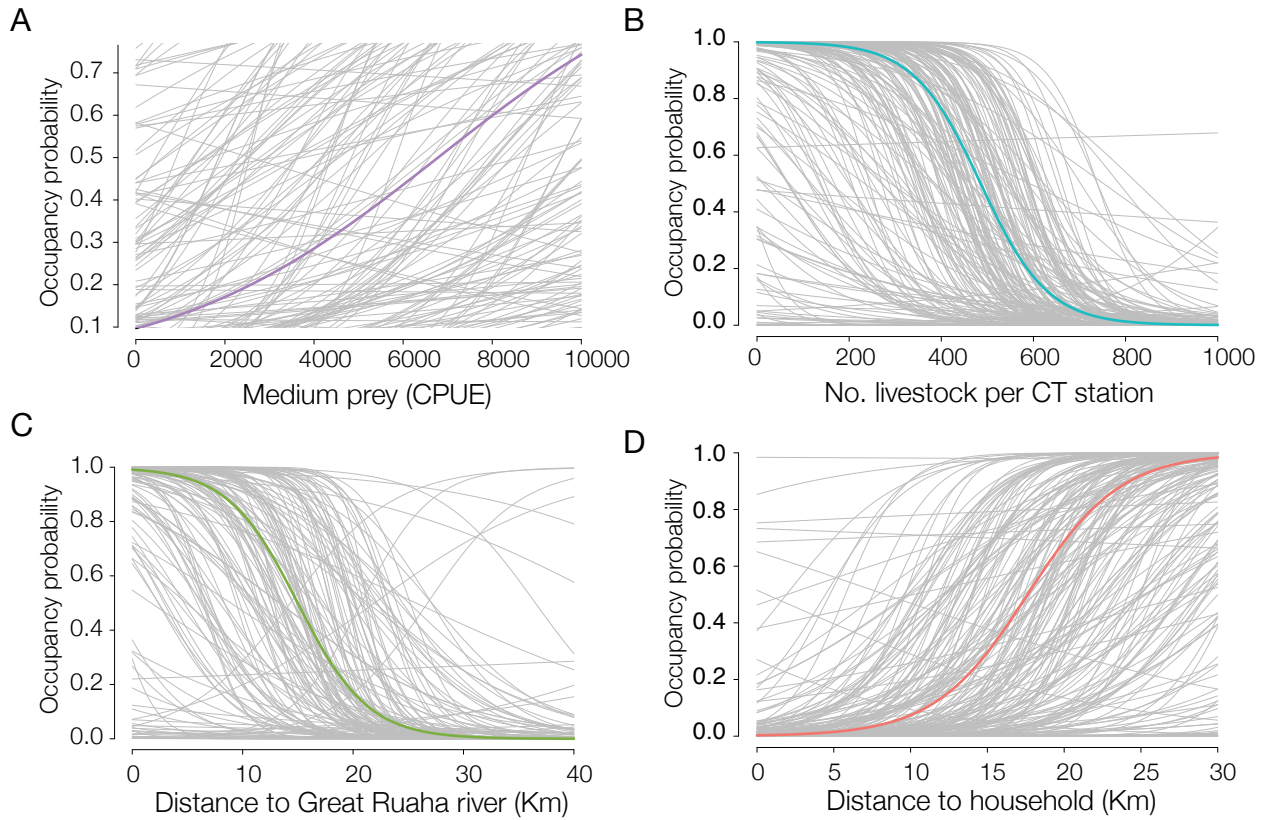 A
Occupancy probability
0.7
0.6
0.5
0.4
0.3
0.2
0.1
0 2000 4000 6000 8000 10000
Medium prey (CPUE)
B
Occupancy probability
1.0
0.8
0.6
0.4
0.2
0.0
0 200 400 600 800 1000
No. livestock per CT station
C
Occupancy probability
1.0
0.8
0.6
0.4
0.2
0.0
0 10 20 30 40
Distance to Great Ruaha river (Km)
D
Occupancy probability
1.0
0.8
0.6
0.4
0.2
0.0
0 5 10 15 20 25 30
Distance to household (Km)